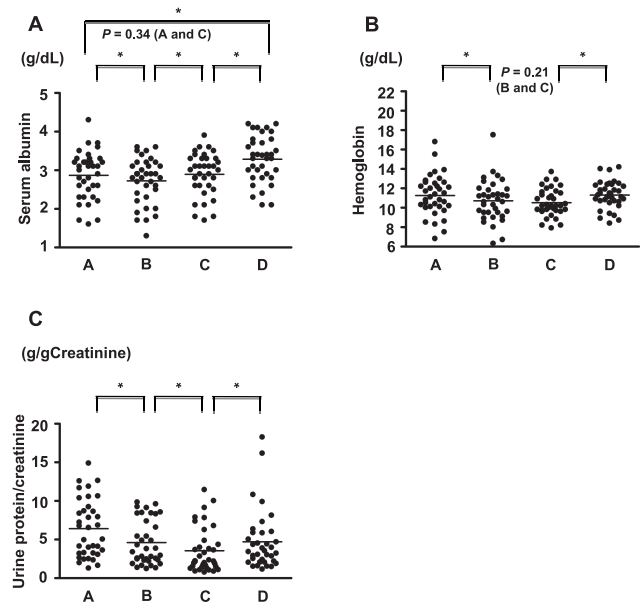 A
*
P = 0.34 (A and C)
(g/dL)
* * *
Serum albumin
5
4
3
2
1
A B C D
B
(g/dL)
* P = 0.21 *
(B and C)
Hemoglobin
22
20
18
16
14
12
10
8
6
A B C D
C
(g/gCreatinine)
* * *
Urine protein/creatinine
20
15
10
5
0
A B C D